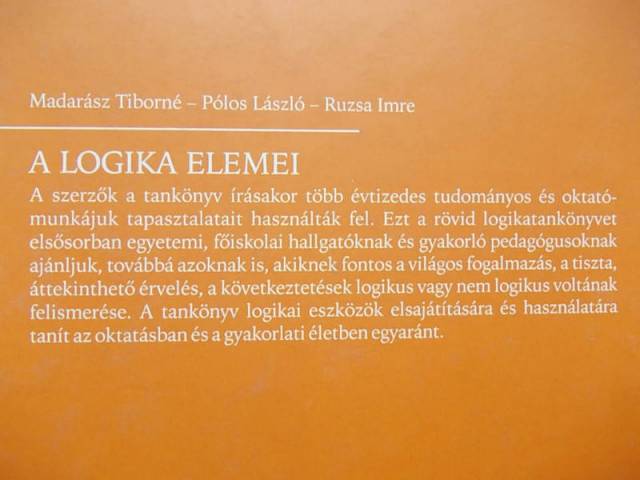 Madarász Tiborné – Pólos László – Ruzsa Imre
A LOGIKA ELEMEI
A szerzők a tankönyv írásakor több évtizedes tudományos és oktató-
munkájuk tapasztalatait használták fel. Ezt a rövid logikatankönyvet
elsősorban egyetemi, főiskolai hallgatóknak és gyakorló pedagógusoknak
ajánljuk, továbbá azoknak is, akiknek fontos a világos fogalmazás, a tiszta,
áttekinthető érvelés, a következtetések logikus vagy nem logikus voltának
felismerése. A tankönyv logikai eszközök elsajátítására és használatára
tanít az oktatásban és a gyakorlati életben egyaránt.